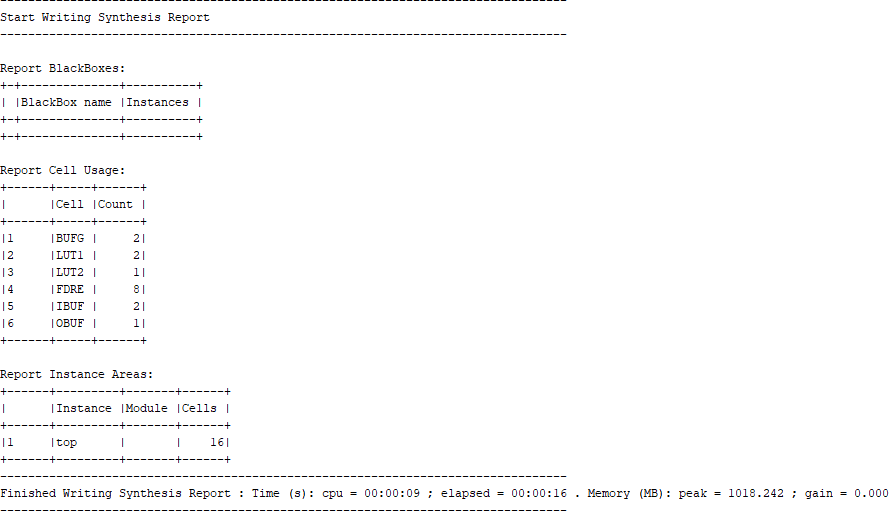 --------------------------------------------------------------------------------
Start Writing Synthesis Report
---------------------------------------------------------------------------------

Report BlackBoxes:
+-+--------------+----------+
| |BlackBox name |Instances |
+-+--------------+----------+
+-+--------------+----------+

Report Cell Usage:
+------+-----+------+
|      |Cell |Count |
+------+-----+------+
|1     |BUFG |     2|
|2     |LUT1 |     2|
|3     |LUT2 |     1|
|4     |FDRE |     8|
|5     |IBUF |     2|
|6     |OBUF |     1|
+------+-----+------+

Report Instance Areas:
+------+---------+-------+------+
|      |Instance |Module |Cells |
+------+---------+-------+------+
|1     |top      |       |    16|
+------+---------+-------+------+
---------------------------------------------------------------------------------
Finished Writing Synthesis Report : Time (s): cpu = 00:00:09 ; elapsed = 00:00:16 . Memory (MB): peak = 1018.242 ; gain = 0.000
---------------------------------------------------------------------------------